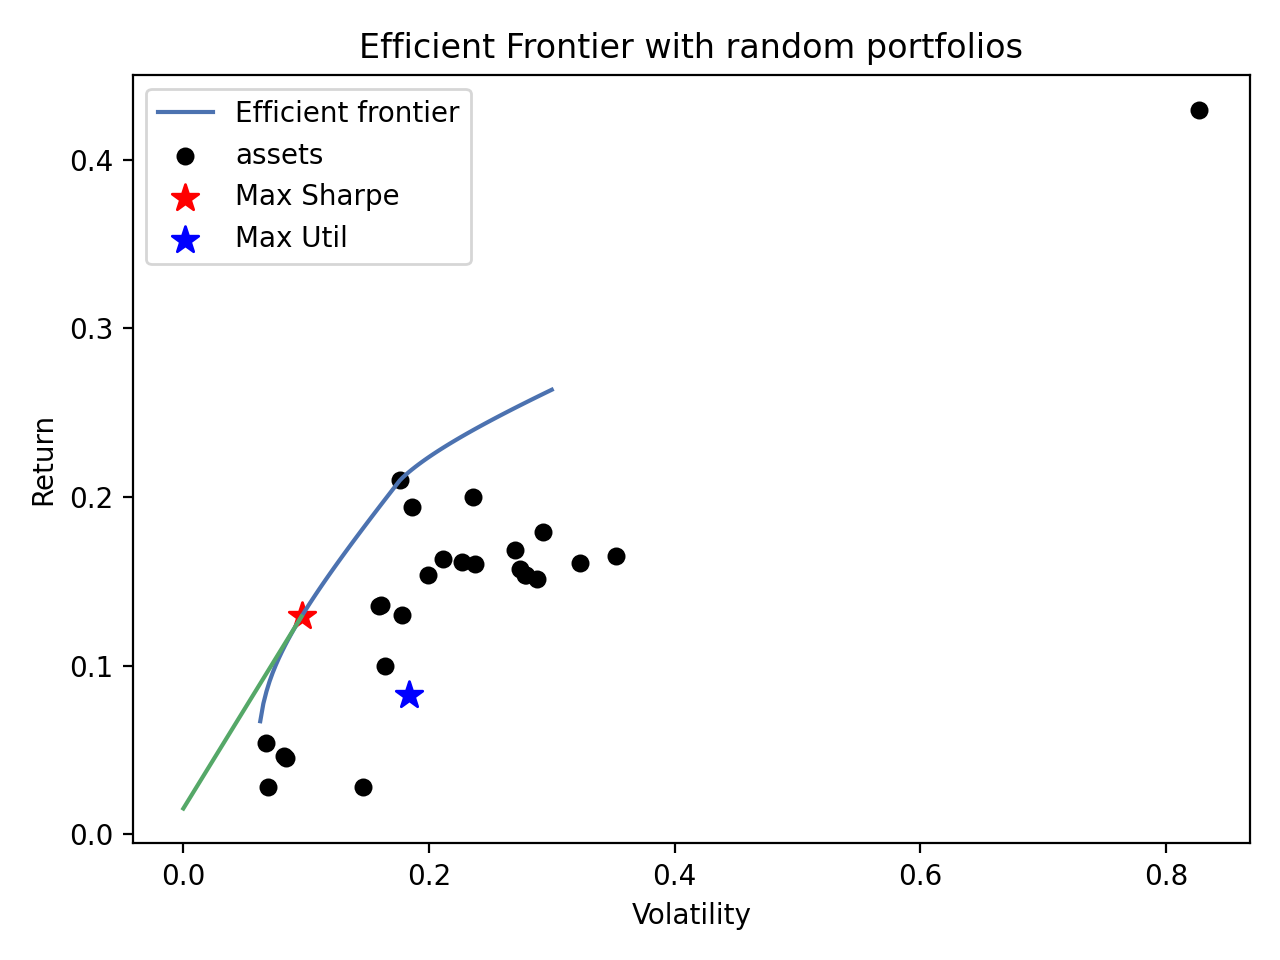 Efficient Frontier with random portfolios
Efficient frontier
assets
Max Sharpe
Max Util
Return
0.4
0.3
0.2
0.1
0.0
0.0 0.2 0.4 0.6 0.8
Volatility